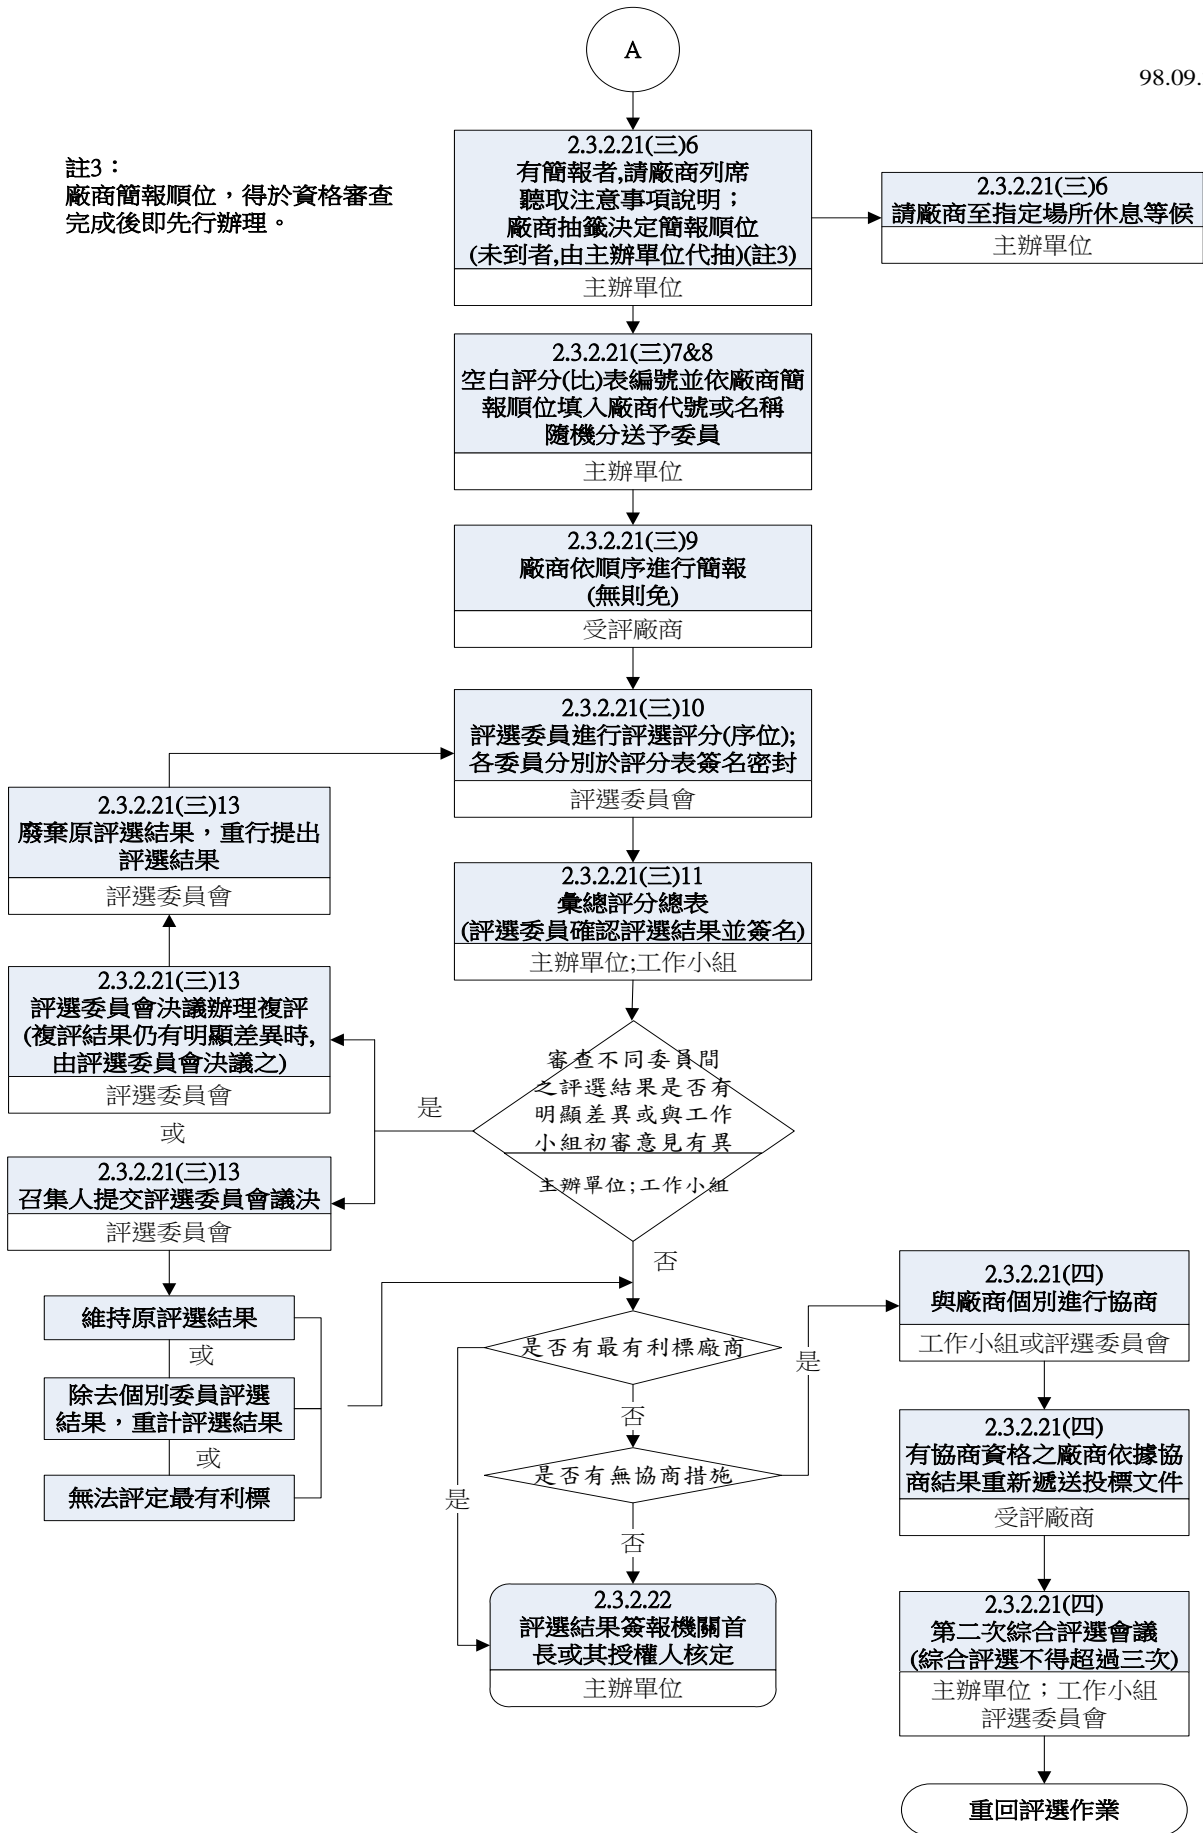 A
98.09.
註3：
廠商簡報順位，得於資格審查
完成後即先行辦理。
2.3.2.21(三)6
有簡報者,請廠商列席
聽取注意事項說明；
廠商抽籤決定簡報順位
(未到者,由主辦單位代抽)(註3)
主辦單位
2.3.2.21(三)6
請廠商至指定場所休息等候
主辦單位
2.3.2.21(三)7&8
空白評分(比)表編號並依廠商簡
報順位填入廠商代號或名稱
隨機分送予委員
主辦單位
2.3.2.21(三)9
廠商依順序進行簡報
(無則免)
受評廠商
2.3.2.21(三)10
評選委員進行評選評分(序位);
各委員分別於評分表簽名密封
評選委員會
2.3.2.21(三)13
廢棄原評選結果，重行提出
評選結果
評選委員會
2.3.2.21(三)11
彙總評分總表
(評選委員確認評選結果並簽名)
主辦單位;工作小組
2.3.2.21(三)13
評選委員會決議辦理複評
(複評結果仍有明顯差異時,
由評選委員會決議之)
評選委員會
或
2.3.2.21(三)13
召集人提交評選委員會議決
評選委員會
是
審查不同委員間
之評選結果是否有
明顯差異或與工作
小組初審意見有異
主辦單位;工作小組
否
維持原評選結果
或
除去個別委員評選
結果，重計評選結果
或
無法評定最有利標
是否有最有利標廠商
是
否
是否有無協商措施
是
否
2.3.2.22
評選結果簽報機關首
長或其授權人核定
主辦單位
2.3.2.21(四)
與廠商個別進行協商
工作小組或評選委員會
2.3.2.21(四)
有協商資格之廠商依據協
商結果重新遞送投標文件
受評廠商
2.3.2.21(四)
第二次綜合評選會議
(綜合評選不得超過三次)
主辦單位；工作小組
評選委員會
重回評選作業